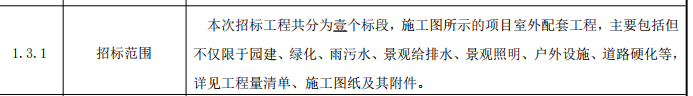 本次招标工程共分为壹个标段，施工图所示的项目室外配套工程，主要包括但
1.3.1 招标范围 不仅限于园建、绿化、雨污水、景观给排水、景观照明、户外设施、道路硬化等，
详见工程量清单、施工图纸及其附件。